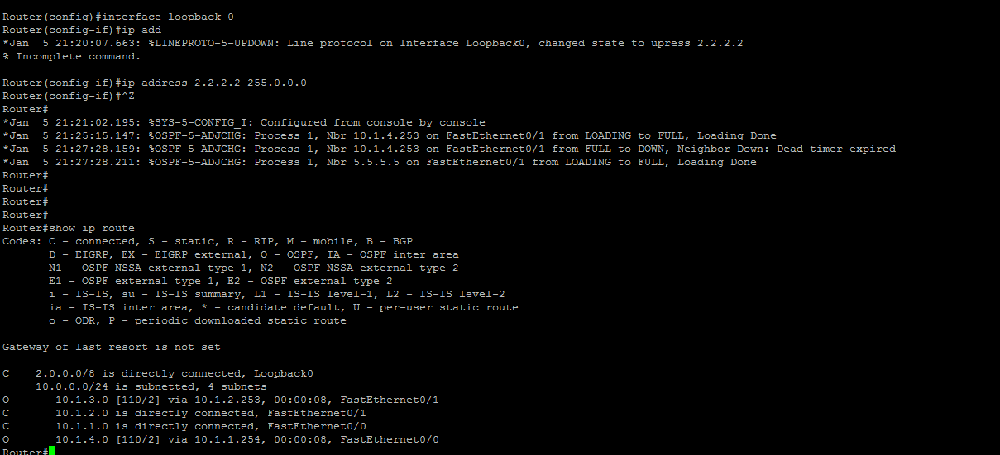 Router(config)#interface loopback 0
Router(config-if)#ip add
*Jan  5 21:20:07.663: %LINEPROTO-5-UPDOWN: Line protocol on Interface Loopback0, changed state to upress 2.2.2.2
% Incomplete command.
Router(config-if)#ip address 2.2.2.2 255.0.0.0
Router(config-if)#^Z
Router#
*Jan  5 21:21:02.195: %SYS-5-CONFIG_I: Configured from console by console
*Jan  5 21:25:15.147: %OSPF-5-ADJCHG: Process 1, Nbr 10.1.4.253 on FastEthernet0/1 from LOADING to FULL, Loading Done
*Jan  5 21:27:28.159: %OSPF-5-ADJCHG: Process 1, Nbr 10.1.4.253 on FastEthernet0/1 from FULL to DOWN, Neighbor Down: Dead timer expired
*Jan  5 21:27:28.211: %OSPF-5-ADJCHG: Process 1, Nbr 5.5.5.5 on FastEthernet0/1 from LOADING to FULL, Loading Done
Router#
Router#
Router#
Router#
Router#show ip route
Codes: C - connected, S - static, R - RIP, M - mobile, B - BGP
       D - EIGRP, EX - EIGRP external, O - OSPF, IA - OSPF inter area
       N1 - OSPF NSSA external type 1, N2 - OSPF NSSA external type 2
       E1 - OSPF external type 1, E2 - OSPF external type 2
       i - IS-IS, su - IS-IS summary, L1 - IS-IS level-1, L2 - IS-IS level-2
       ia - IS-IS inter area, * - candidate default, U - per-user static route
       o - ODR, P - periodic downloaded static route
Gateway of last resort is not set
C    2.0.0.0/8 is directly connected, Loopback0
     10.0.0.0/24 is subnetted, 4 subnets
O       10.1.3.0 [110/2] via 10.1.2.253, 00:00:08, FastEthernet0/1
C       10.1.2.0 is directly connected, FastEthernet0/1
C       10.1.1.0 is directly connected, FastEthernet0/0
O       10.1.4.0 [110/2] via 10.1.1.254, 00:00:08, FastEthernet0/0
Router#